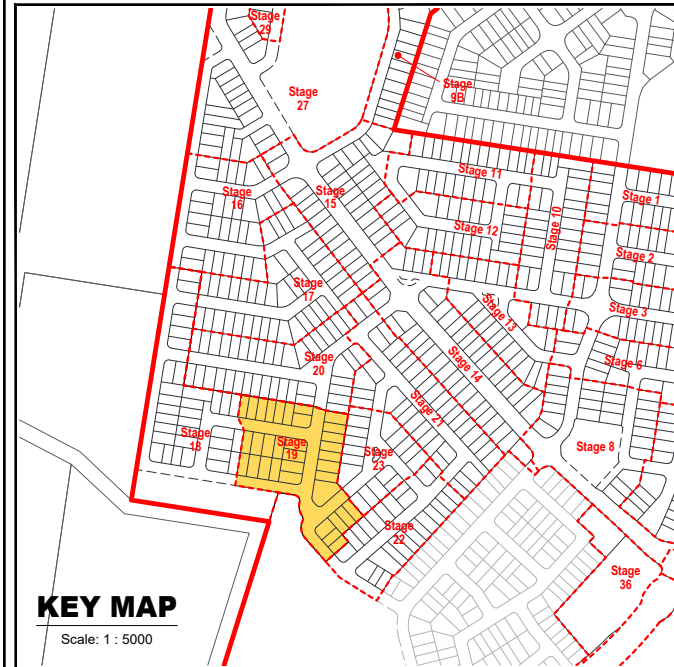 Stage
29
Stage
27
Stage
9B
Stage 11
Stage 1
Stage
16
Stage
15
Stage 10
Stage 12
Stage 2
Stage
17
Stage 13
Stage 3
Stage
20
Stage 14
Stage 6
Stage 21
Stage
18
Stage
19
Stage
23
Stage 8
Stage
22
Stage
36
KEY MAP
Scale: 1 : 5000